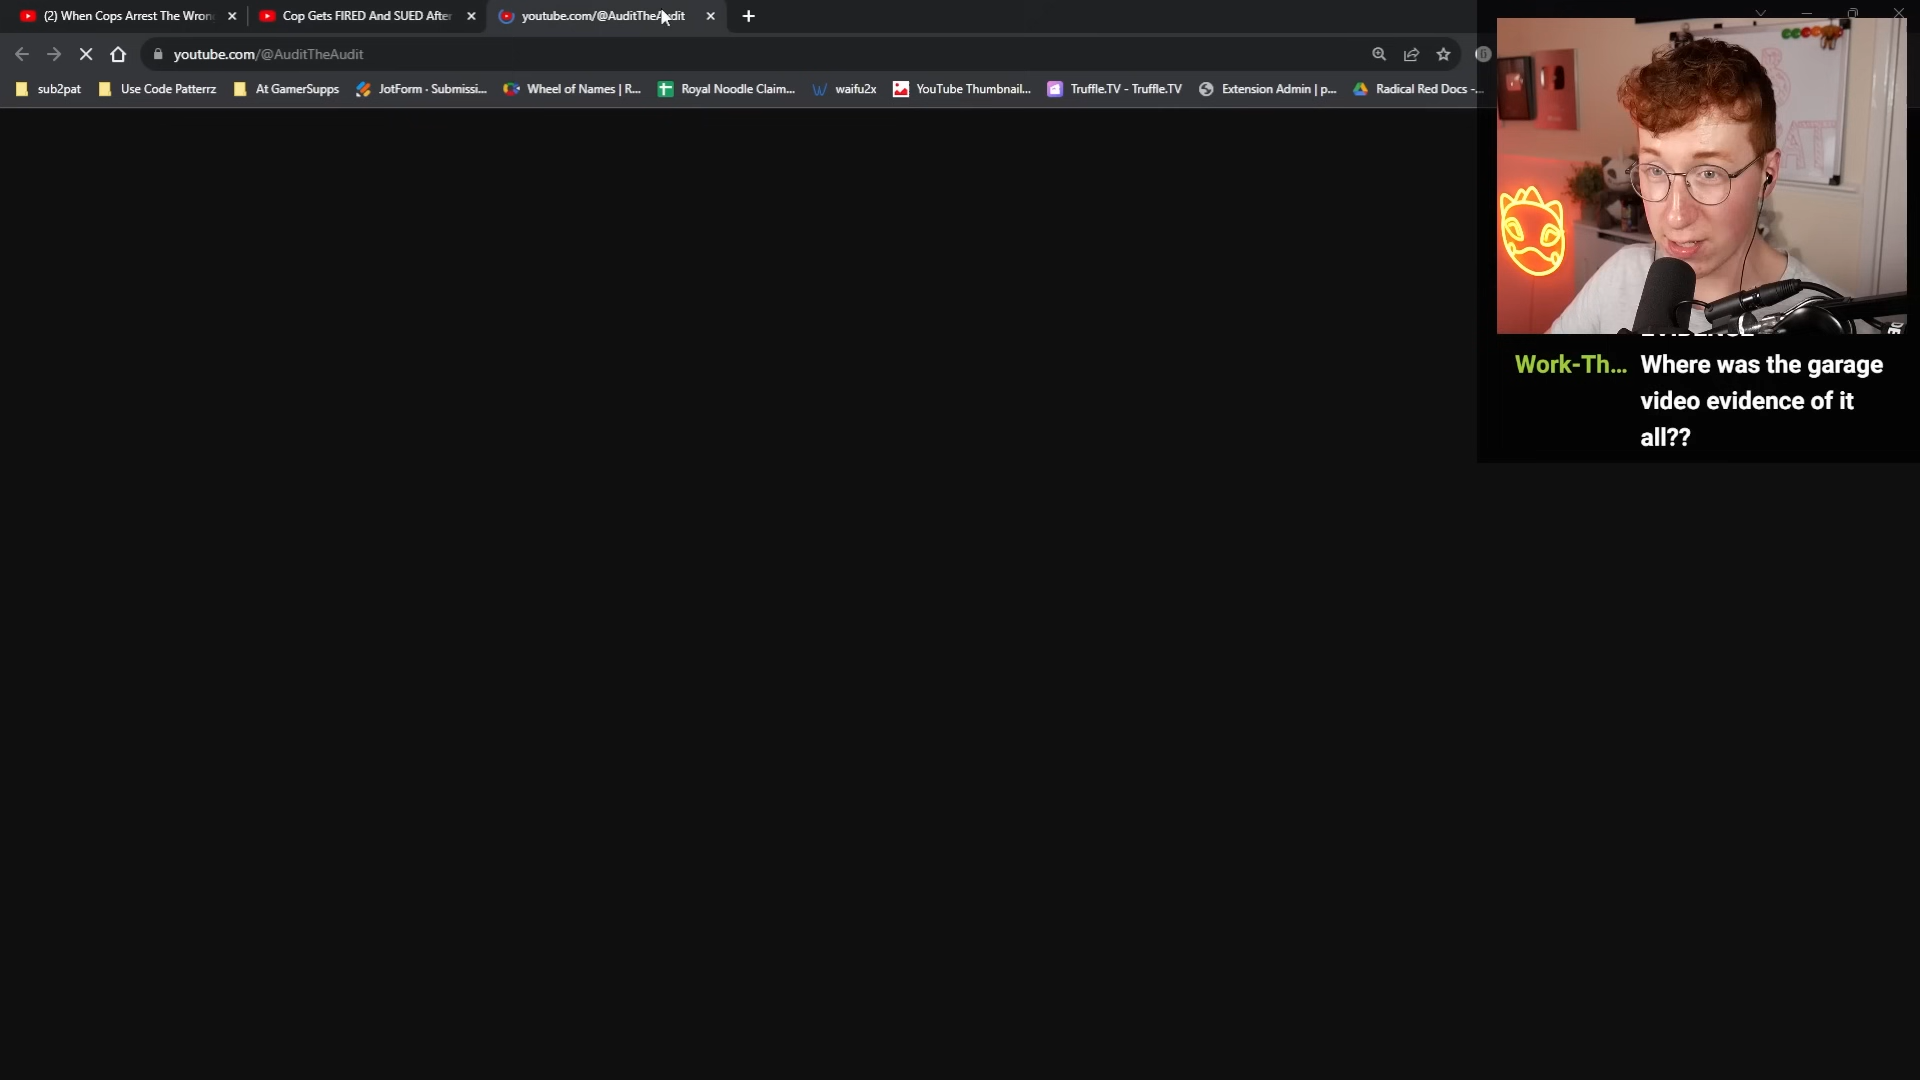 (2) When Cops Arrest The Wron
Cop Gets FIRED And SUED After
youtube.com/@AuditTheAudit
youtube.com/@AuditTheAudit
sub2pat
Use Code Patterrz
At GamerSupps
JotForm - Submissi...
Wheel of Names | R...
Royal Noodle Claim...
waifu2x
YouTube Thumbnail...
Truffle.TV - Truffle.TV
Extension Admin | p...
Radical Red Docs -...
EVIDENCE
Work-Th... Where was the garage
video evidence of it
all??